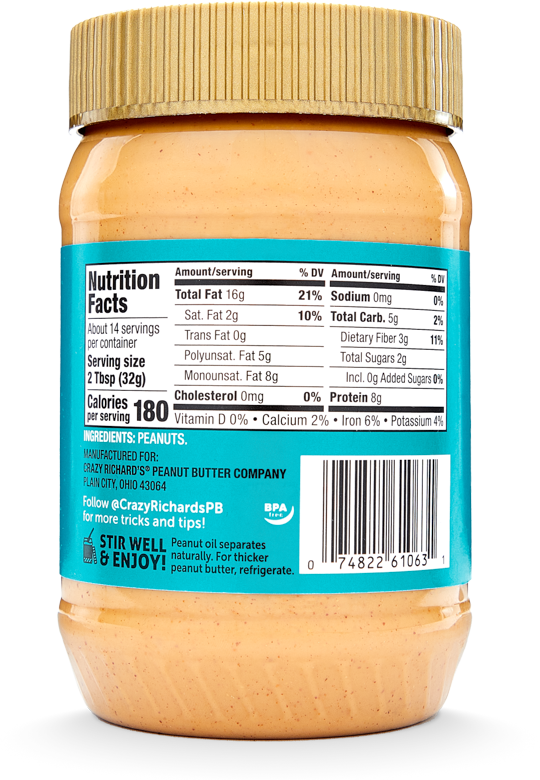 Nutrition
Facts
About 14 servings
per container
Serving size
2 Tbsp (32g)
Calories
per serving 180
Amount/serving % DV
Total Fat 16g 21%
Sat. Fat 2g 10%
Trans Fat 0g
Polyunsat. Fat 5g
Monounsat. Fat 8g
Cholesterol 0mg 0%
Amount/serving % DV
Sodium 0mg 0%
Total Carb. 5g 2%
Dietary Fiber 3g 11%
Total Sugars 2g
Incl. 0g Added Sugars 0%
Protein 8g
Vitamin D 0% • Calcium 2% • Iron 6% • Potassium 4%
INGREDIENTS: PEANUTS.
MANUFACTURED FOR:
CRAZY RICHARD'S® PEANUT BUTTER COMPANY
PLAIN CITY, OHIO 43064
Follow @CrazyRichardsPB
for more tricks and tips!
BPA
free
STIR WELL
& ENJOY!
Peanut oil separates
naturally. For thicker
peanut butter, refrigerate.
0 74822 61063 1